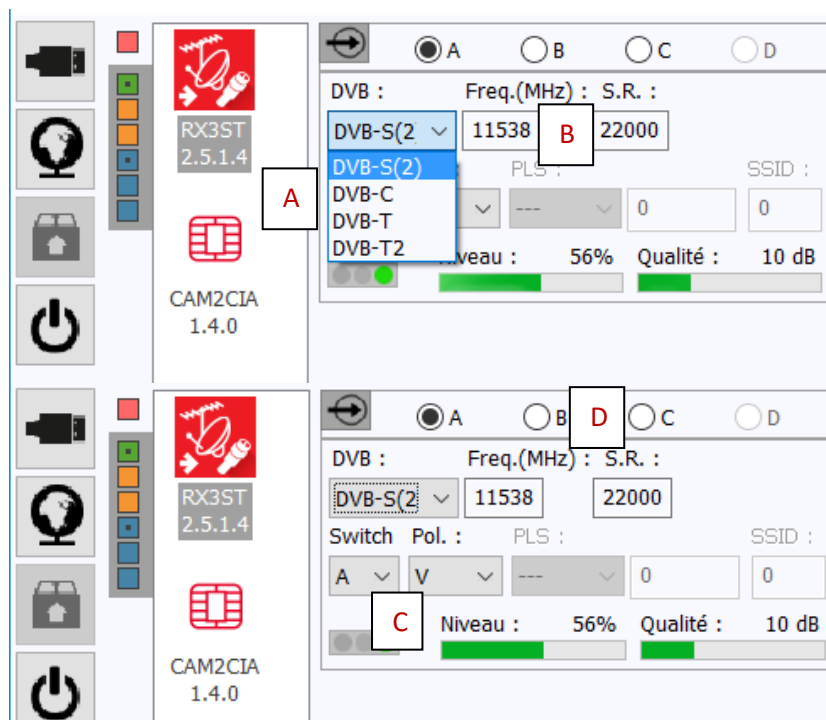 A B C D
DVB : Freq.(MHz) : S.R. :
DVB-S(2 11538 B 22000
RX3ST
2.5.1.4
DVB-S(2)
DVB-C
DVB-T
DVB-T2
A
: PLS : SSID :
--- 0 0
Niveau : 56% Qualité : 10 dB
CAM2CIA
1.4.0
A B D C D
DVB : Freq.(MHz) : S.R. :
DVB-S(2 11538 22000
RX3ST
2.5.1.4
Switch Pol. : PLS : SSID :
A V --- 0 0
C
Niveau : 56% Qualité : 10 dB
CAM2CIA
1.4.0